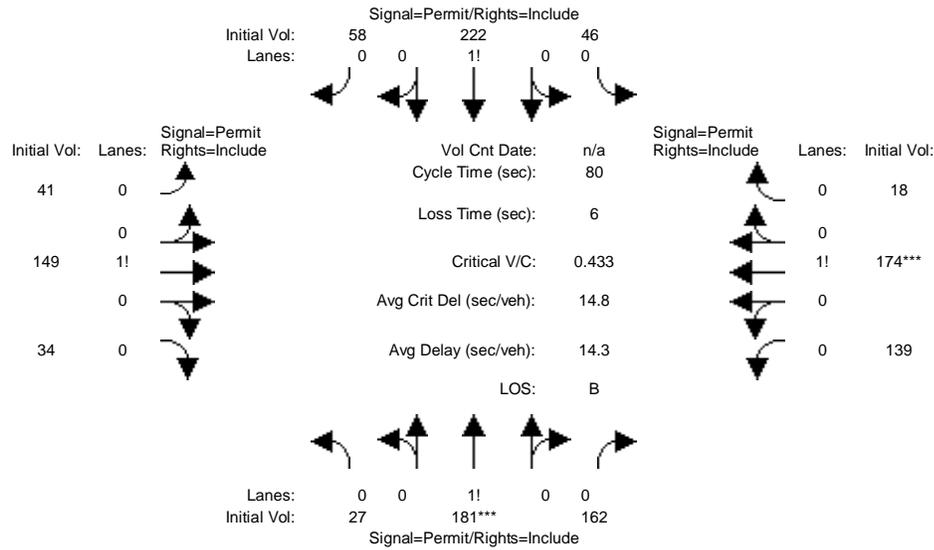 Signal=Permit/Rights=Include
Initial Vol: 58 222 46
Lanes: 0 0 1! 0 0
Signal=Permit
Initial Vol: Lanes: Rights=Include
41 0
0
149 1!
0
34 0
Vol Cnt Date: n/a
Cycle Time (sec): 80
Loss Time (sec): 6
Critical V/C: 0.433
Avg Crit Del (sec/veh): 14.8
Avg Delay (sec/veh): 14.3
LOS: B
Signal=Permit
Rights=Include Lanes: Initial Vol:
0 18
0
1! 174***
0
0 139
Lanes: 0 0 1! 0 0
Initial Vol: 27 181*** 162
Signal=Permit/Rights=Include